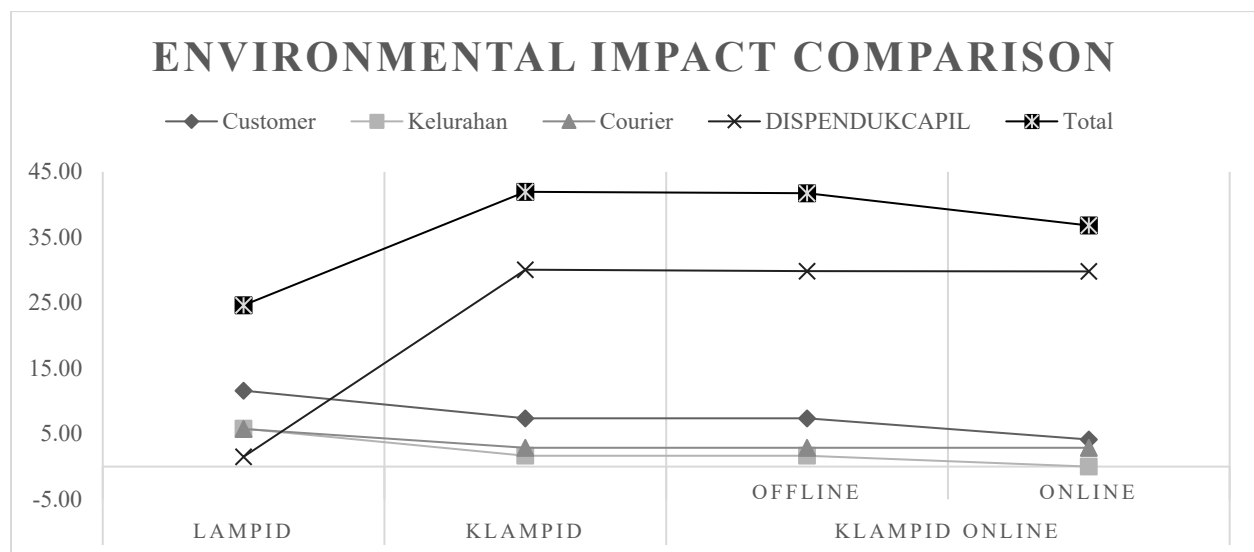 ENVIRONMENTAL IMPACT COMPARISON
Customer Kelurahan Courier DISPENDUKCAPIL Total
45.00
35.00
25.00
15.00
5.00
-5.00
OFFLINE ONLINE
LAMPID KLAMPID KLAMPID ONLINE